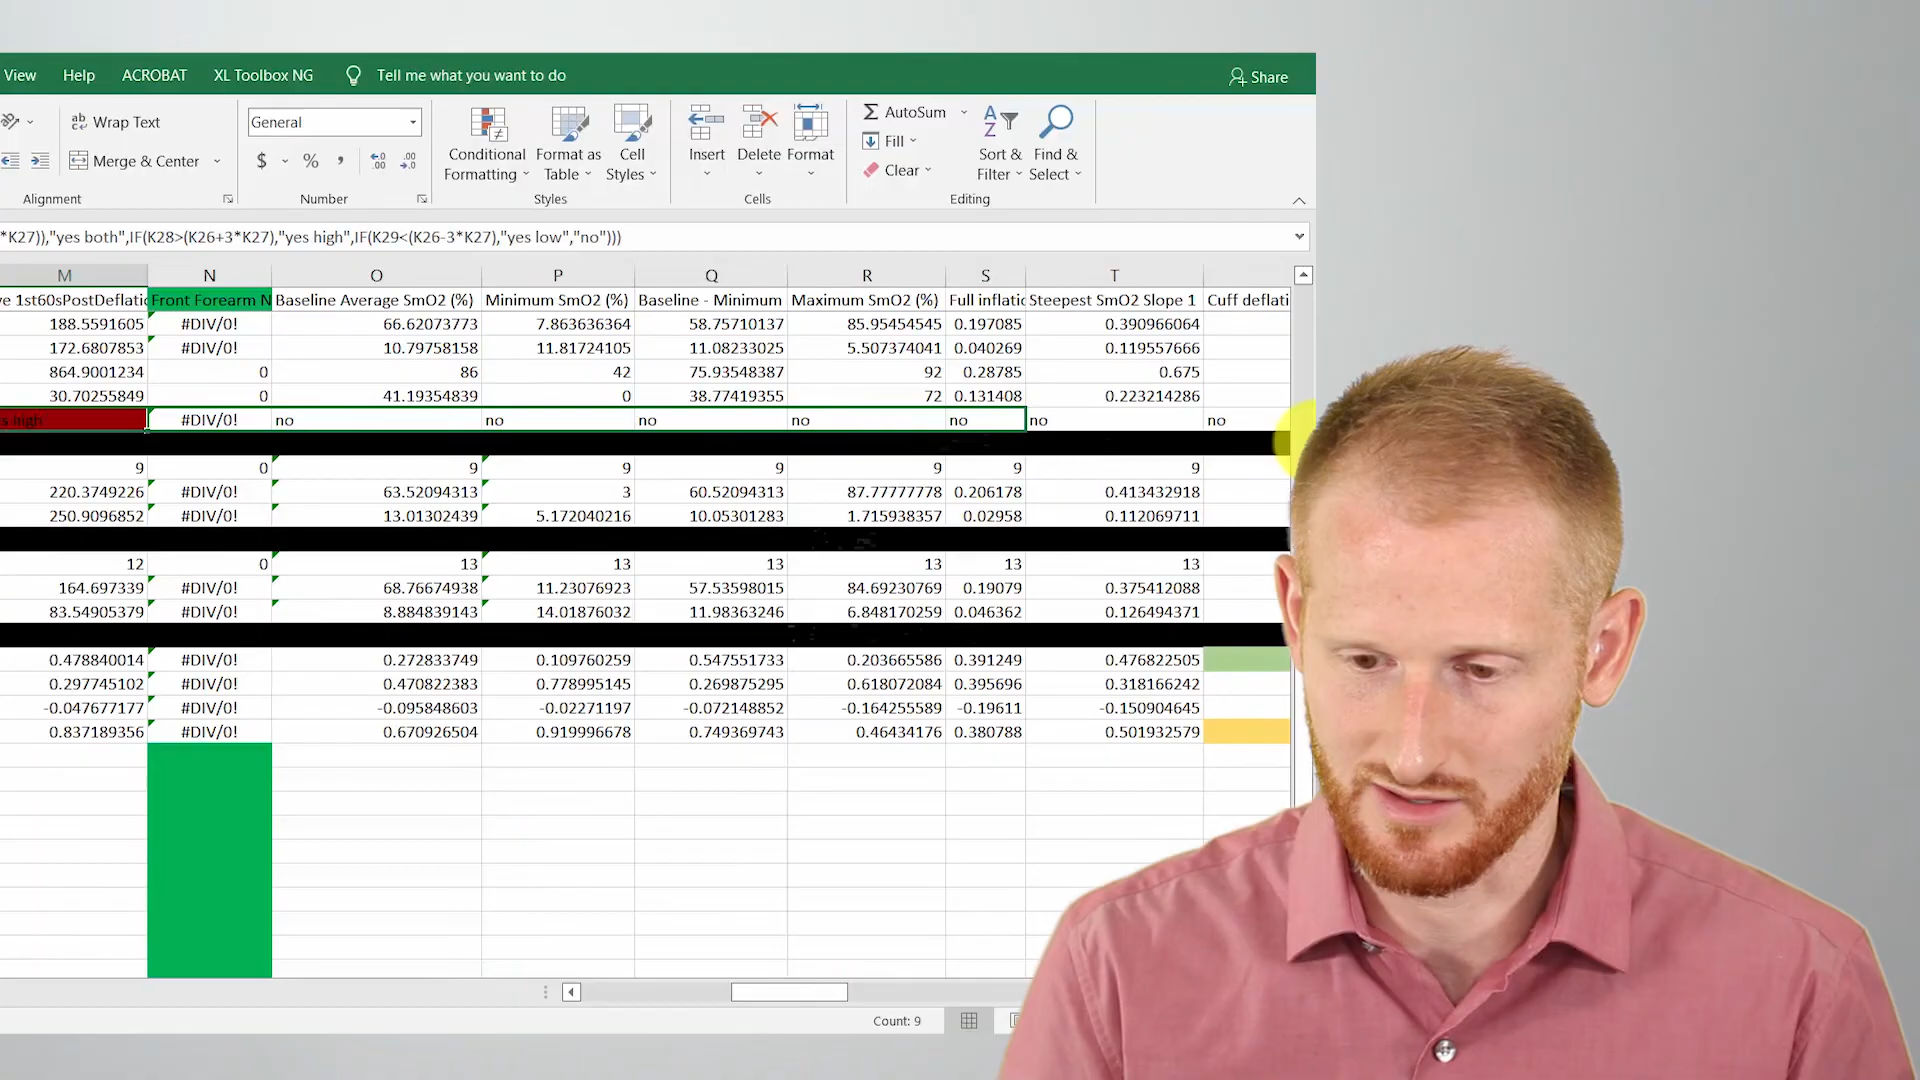 View Help ACROBAT XL Toolbox NG Tell me what you want to do Share
Wrap Text
Merge & Center
Alignment
General
$ % ,
Number
Conditional Formatting
Format as Table
Cell Styles
Styles
Insert Delete Format
Cells
AutoSum
Fill
Clear
Sort & Filter
Find & Select
Editing
*K27)),"yes both",IF(K28>(K26+3*K27),"yes high",IF(K29<(K26-3*K27),"yes low","no")))
M N O P Q R S T
e 1st60sPostDeflatic Front Forearm N Baseline Average SmO2 (%) Minimum SmO2 (%) Baseline - Minimum Maximum SmO2 (%) Full inflatic Steepest SmO2 Slope 1 Cuff deflati
188.5591605 #DIV/0! 66.62073773 7.863636364 58.75710137 85.95454545 0.197085 0.390966064
172.6807853 #DIV/0! 10.79758158 11.81724105 11.08233025 5.507374041 0.040269 0.119557666
864.9001234 0 86 42 75.93548387 92 0.28785 0.675
30.70255849 0 41.19354839 0 38.77419355 72 0.131408 0.223214286
s high #DIV/0! no no no no no no no
9 0 9 9 9 9 9 9
220.3749226 #DIV/0! 63.52094313 3 60.52094313 87.77777778 0.206178 0.413432918
250.9096852 #DIV/0! 13.01302439 5.172040216 10.05301283 1.715938357 0.02958 0.112069711
12 0 13 13 13 13 13 13
164.697339 #DIV/0! 68.76674938 11.23076923 57.53598015 84.69230769 0.19079 0.375412088
83.54905379 #DIV/0! 8.884839143 14.01876032 11.98363246 6.848170259 0.046362 0.126494371
0.478840014 #DIV/0! 0.272833749 0.109760259 0.547551733 0.203665586 0.391249 0.476822505
0.297745102 #DIV/0! 0.470822383 0.778995145 0.269875295 0.618072084 0.395696 0.318166242
-0.047677177 #DIV/0! -0.095848603 -0.02271197 -0.072148852 -0.164255589 -0.19611 -0.150904645
0.837189356 #DIV/0! 0.670926504 0.919996678 0.749369743 0.46434176 0.380788 0.501932579
Count: 9